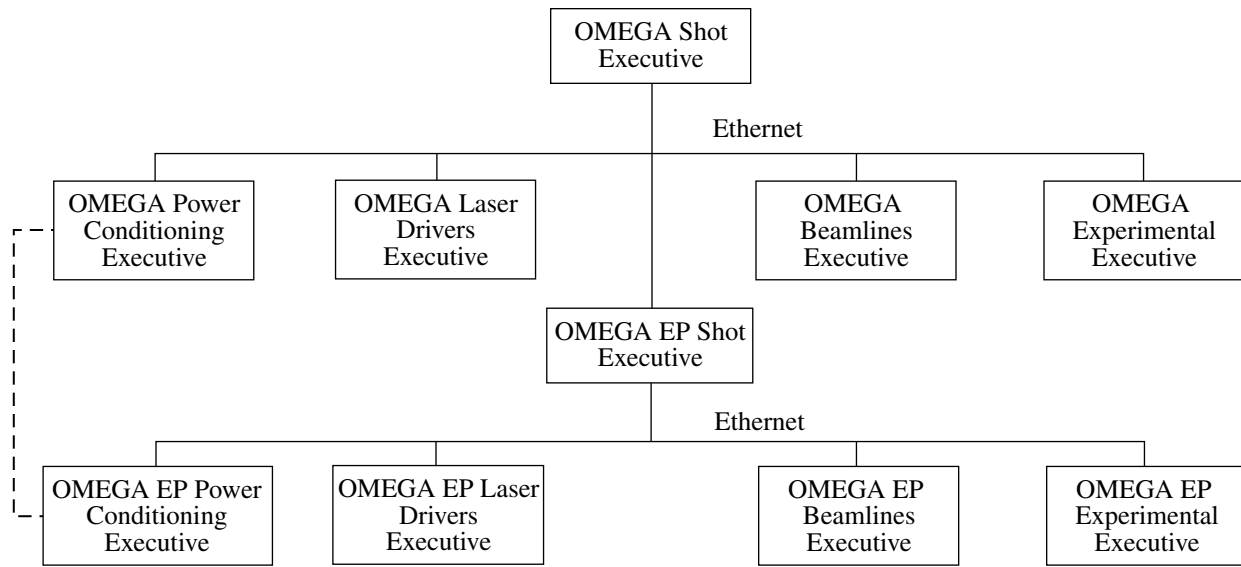 OMEGA Shot
Executive
Ethernet
OMEGA Power
Conditioning
Executive
OMEGA Laser
Drivers
Executive
OMEGA
Beamlines
Executive
OMEGA
Experimental
Executive
OMEGA EP Shot
Executive
Ethernet
OMEGA EP Power
Conditioning
Executive
OMEGA EP Laser
Drivers
Executive
OMEGA EP
Beamlines
Executive
OMEGA EP
Experimental
Executive